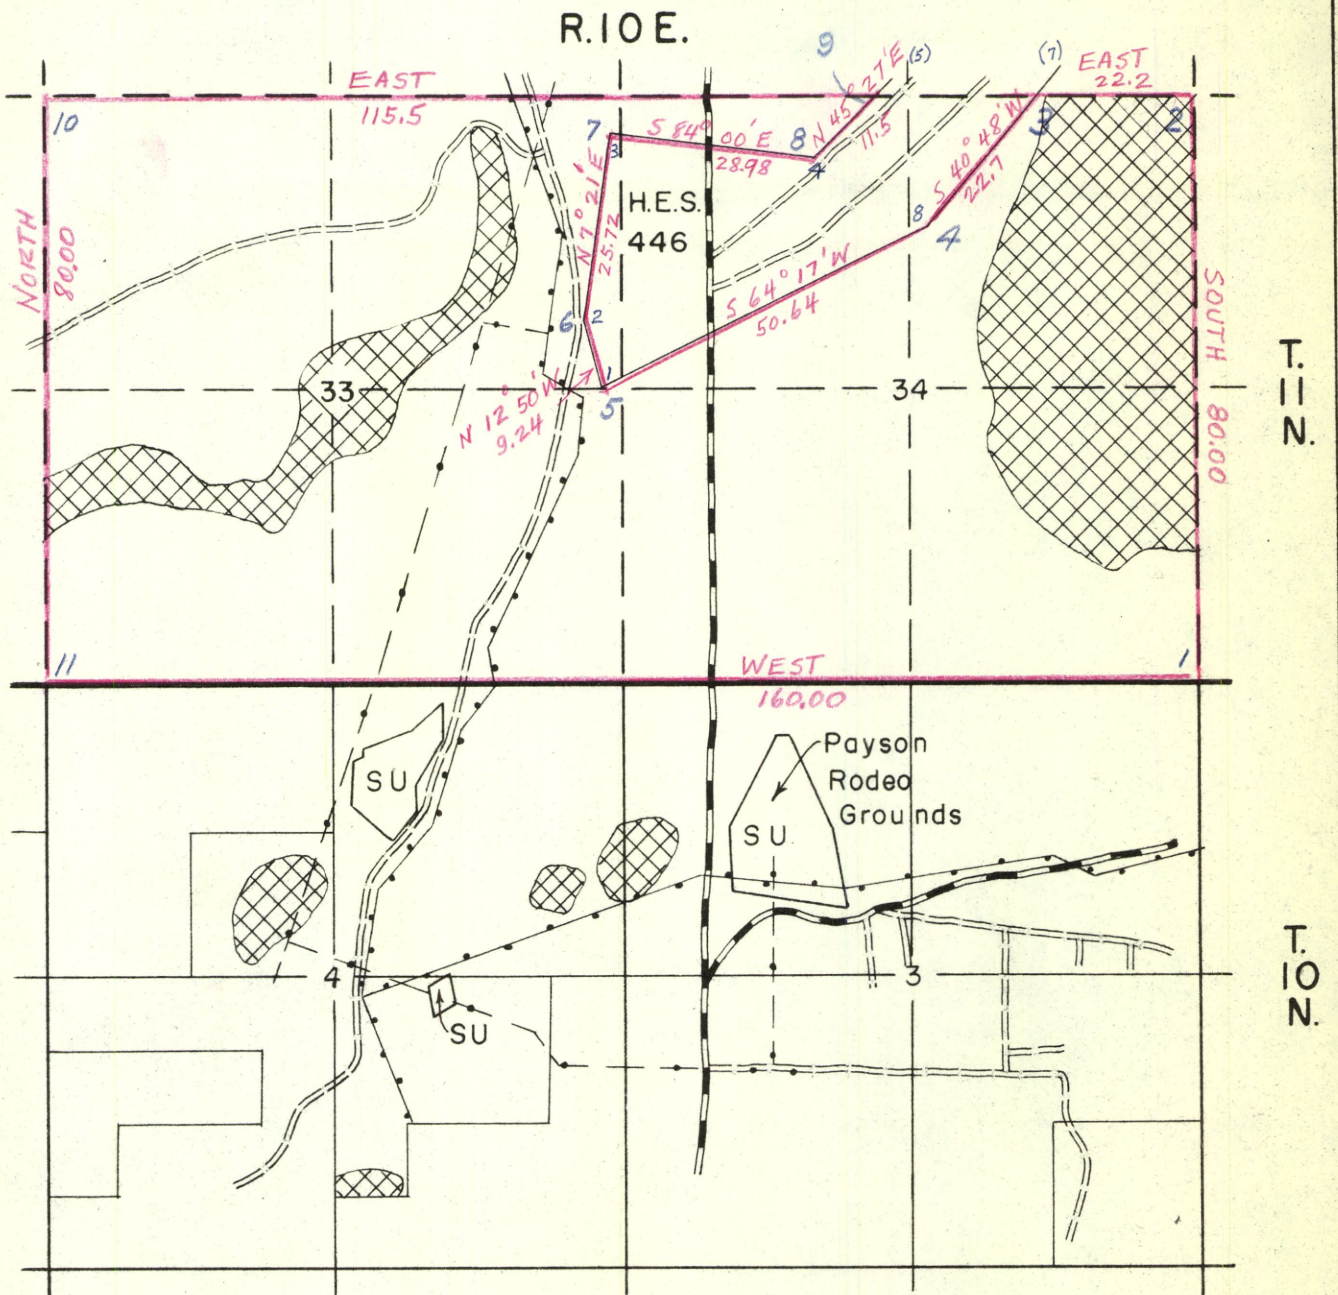 R.10E.
9
(5)
(7)
EAST
115.5
EAST
22.2
10
7
3
S 84° 00' E
28.98
8
4
N 45° 27' E
11.5
S 40° 48' W
22.7
3
2
NORTH
80.00
N 7° 21' E
25.72
H.E.S.
446
8
4
S 64° 17' W
50.64
SOUTH 80.00
6
2
T.
11
N.
33
1
5
34
N 12° 50' W
9.24
11
WEST
160.00
1
SU
Payson
Rodeo
Grounds
SU
T.
10
N.
4
3
SU